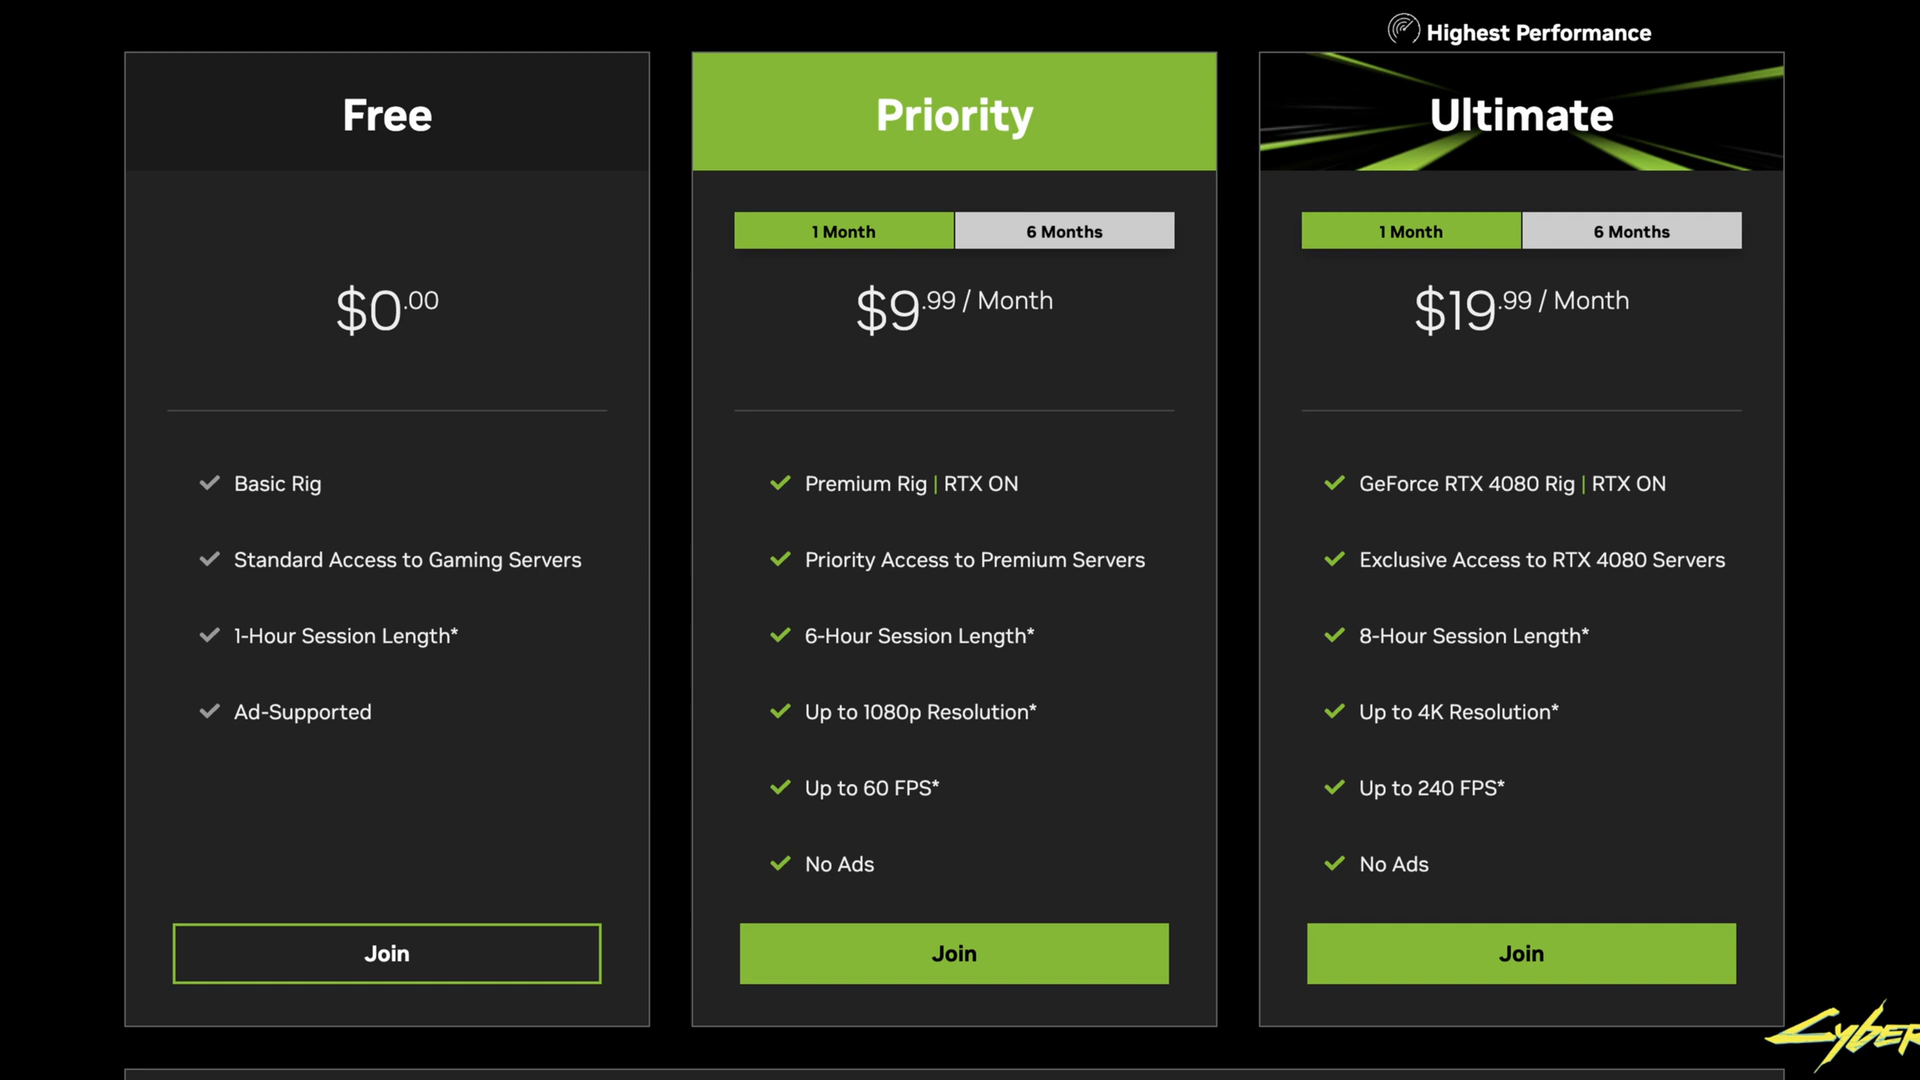 Highest Performance
Free
$0.00
Basic Rig
Standard Access to Gaming Servers
1-Hour Session Length*
Ad-Supported
Join
Priority
1 Month
6 Months
$9.99 / Month
Premium Rig | RTX ON
Priority Access to Premium Servers
6-Hour Session Length*
Up to 1080p Resolution*
Up to 60 FPS*
No Ads
Join
Ultimate
1 Month
6 Months
$19.99 / Month
GeForce RTX 4080 Rig | RTX ON
Exclusive Access to RTX 4080 Servers
8-Hour Session Length*
Up to 4K Resolution*
Up to 240 FPS*
No Ads
Join
Cyber